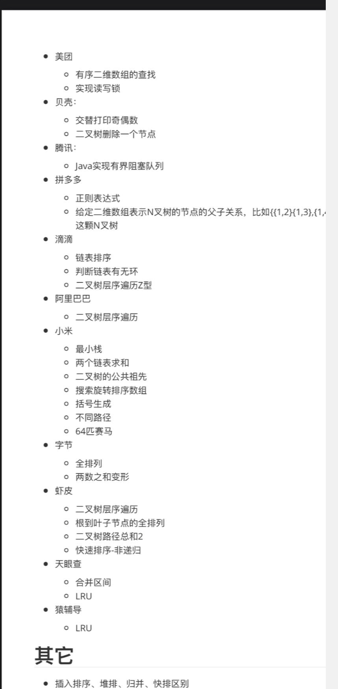 美团
有序二维数组的查找
实现读写锁
贝壳：
交替打印奇偶数
二叉树删除一个节点
腾讯：
Java实现有界阻塞队列
拼多多
正则表达式
给定二维数组表示N叉树的节点的父子关系，比如{{1,2}{1,3},{1,4
这颗N叉树
滴滴
链表排序
判断链表有无环
二叉树层序遍历Z型
阿里巴巴
二叉树层序遍历
小米
最小栈
两个链表求和
二叉树的公共祖先
搜索旋转排序数组
括号生成
不同路径
64匹赛马
字节
全排列
两数之和变形
虾皮
二叉树层序遍历
根到叶子节点的全排列
二叉树路径总和2
快速排序-非递归
天眼查
合并区间
LRU
猿辅导
LRU
其它
插入排序、堆排、归并、快排区别